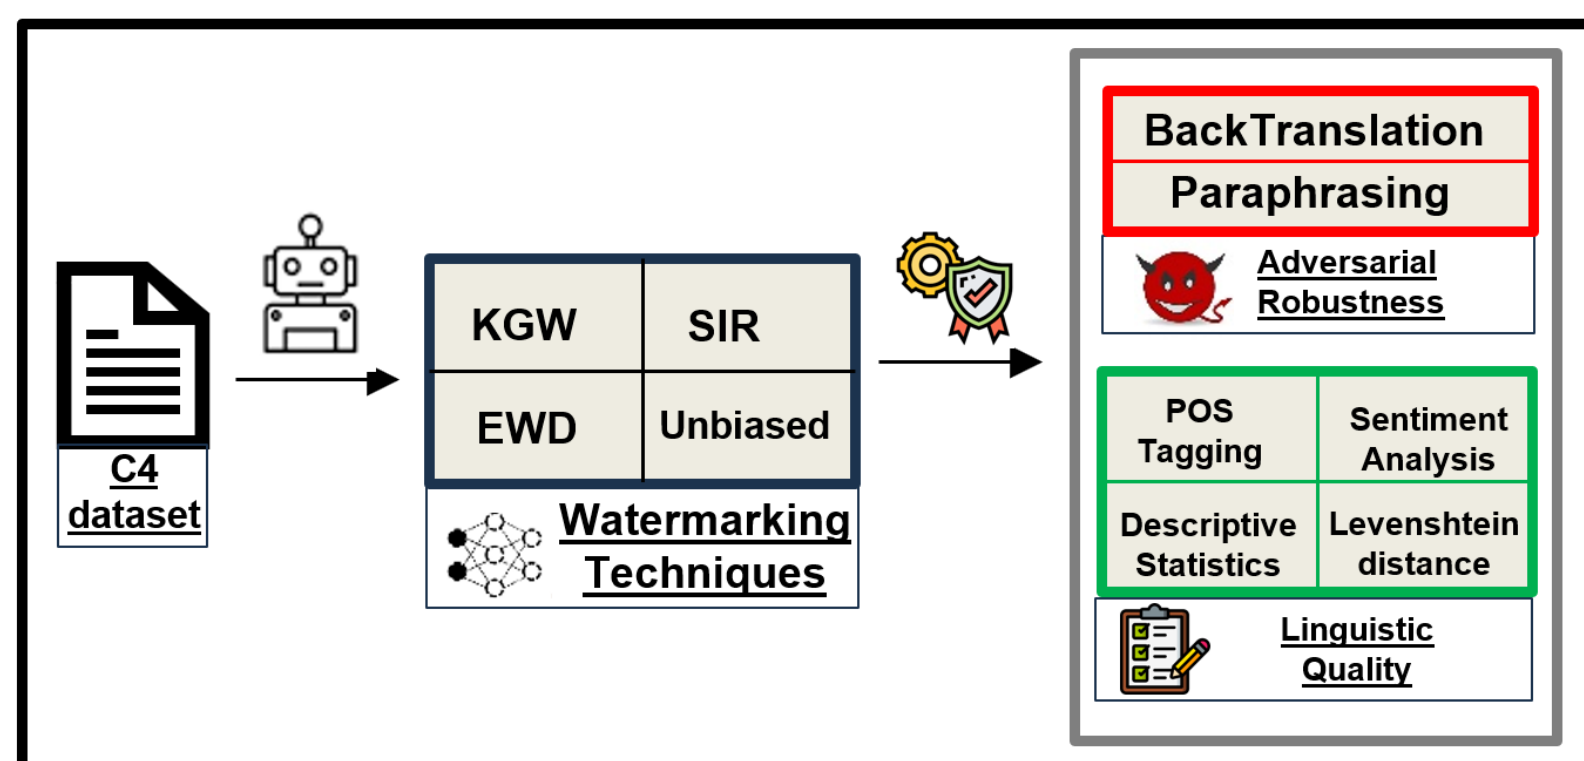 C4
dataset
KGW
SIR
EWD
Unbiased
Watermarking
Techniques
BackTranslation
Paraphrasing
Adversarial
Robustness
POS
Tagging
Sentiment
Analysis
Descriptive
Statistics
Levenshtein
distance
Linguistic
Quality